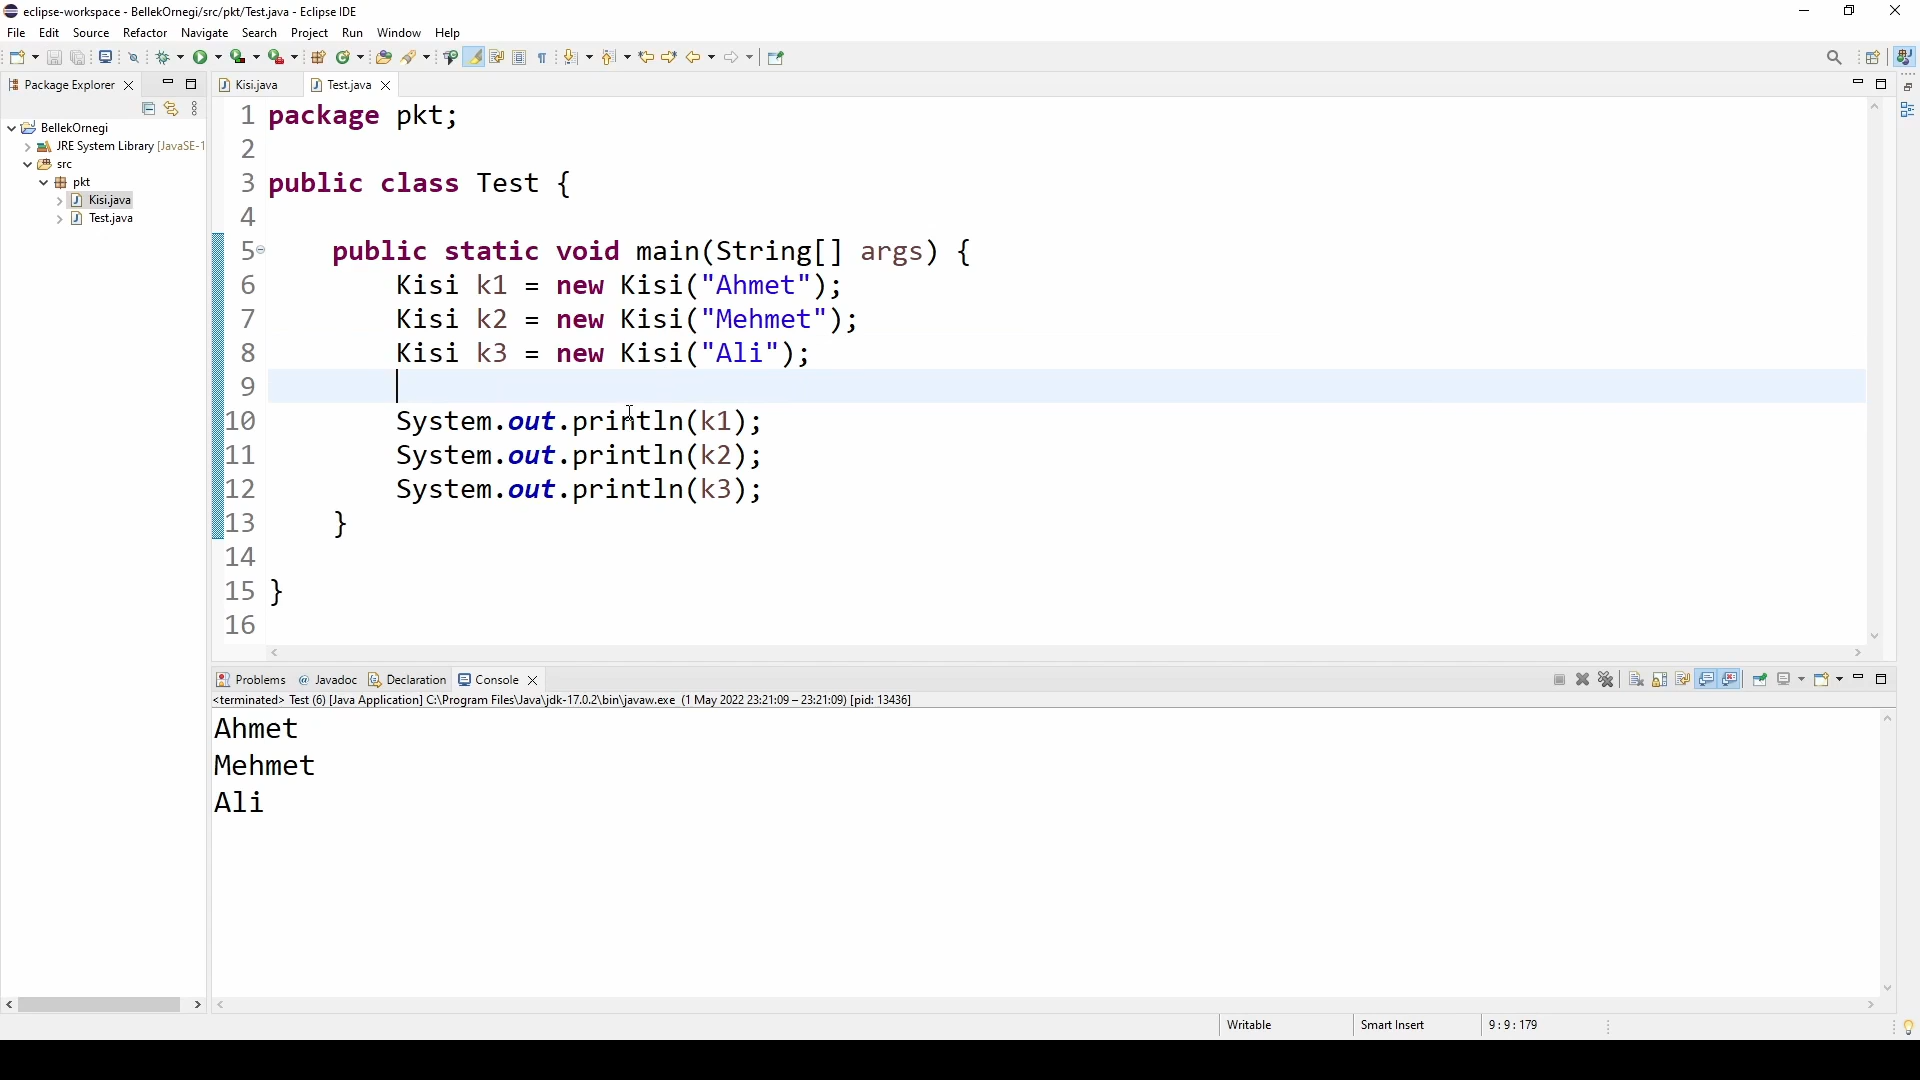 eclipse-workspace - BellekOrnegi/src/pkt/Test.java - Eclipse IDE
File Edit Source Refactor Navigate Search Project Run Window Help
Package Explorer
Kisi.java
Test.java
BellekOrnegi
JRE System Library [JavaSE-1
src
pkt
Kisi.java
Test.java
1 package pkt;
2
3 public class Test {
4
5 public static void main(String[] args) {
6 Kisi k1 = new Kisi("Ahmet");
7 Kisi k2 = new Kisi("Mehmet");
8 Kisi k3 = new Kisi("Ali");
9
10 System.out.println(k1);
11 System.out.println(k2);
12 System.out.println(k3);
13 }
14
15 }
16
Problems @ Javadoc Declaration Console
<terminated> Test (6) [Java Application] C:\Program Files\Java\jdk-17.0.2\bin\javaw.exe (1 May 2022 23:21:09 – 23:21:09) [pid: 13436]
Ahmet
Mehmet
Ali
Writable Smart Insert 9 : 9 : 179